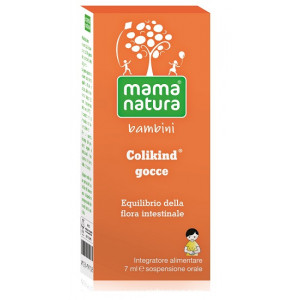 mama®
natura
bambini
Colikind®
gocce
Equilibrio della
flora intestinale
Integratore alimentare
7 ml ℮ sospensione orale